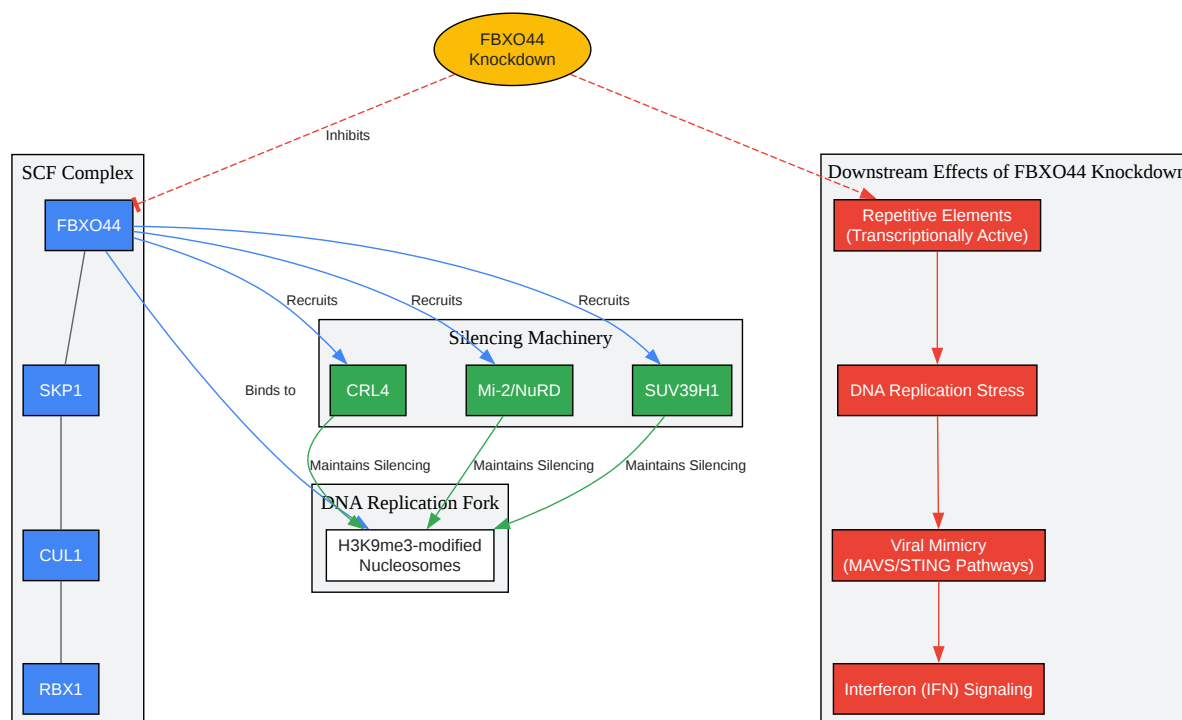 FBXO44
Knockdown
Inhibits
SCF Complex
Downstream Effects of FBXO44 Knockdown
FBXO44
Repetitive Elements
(Transcriptionally Active)
Recruits
Recruits
Recruits
Silencing Machinery
SKP1
Binds to
CRL4
Mi-2/NuRD
SUV39H1
DNA Replication Stress
Maintains Silencing
Maintains Silencing
Maintains Silencing
DNA Replication Fork
CUL1
H3K9me3-modified
Nucleosomes
Viral Mimicry
(MAVS/STING Pathways)
RBX1
Interferon (IFN) Signaling